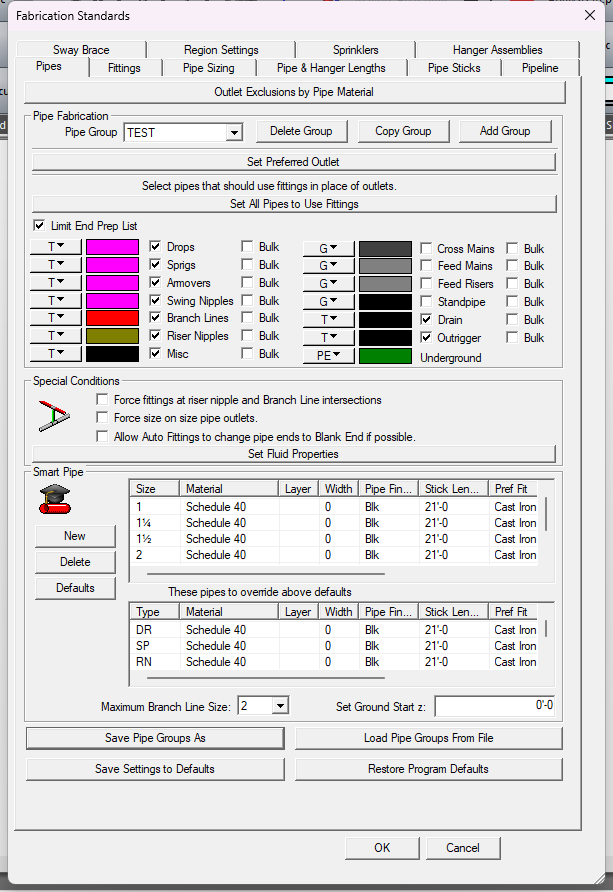 Fabrication Standards
Sway Brace Region Settings Sprinklers Hanger Assemblies
Pipes Fittings Pipe Sizing Pipe & Hanger Lengths Pipe Sticks Pipeline
Outlet Exclusions by Pipe Material
Pipe Fabrication
Pipe Group TEST Delete Group Copy Group Add Group
Set Preferred Outlet
Select pipes that should use fittings in place of outlets.
Set All Pipes to Use Fittings
Limit End Prep List
T Drops Bulk G Cross Mains Bulk
T Sprigs Bulk G Feed Mains Bulk
T Armovers Bulk G Feed Risers Bulk
T Swing Nipples Bulk G Standpipe Bulk
T Branch Lines Bulk T Drain Bulk
T Riser Nipples Bulk T Outrigger Bulk
T Misc Bulk PE Underground
Special Conditions
Force fittings at riser nipple and Branch Line intersections
Force size on size pipe outlets.
Allow Auto Fittings to change pipe ends to Blank End if possible.
Set Fluid Properties
Smart Pipe
New
Delete
Defaults
Size Material Layer Width Pipe Fin... Stick Len... Pref Fit
1 Schedule 40 0 Blk 21'-0 Cast Iron
1¼ Schedule 40 0 Blk 21'-0 Cast Iron
1½ Schedule 40 0 Blk 21'-0 Cast Iron
2 Schedule 40 0 Blk 21'-0 Cast Iron
These pipes to override above defaults
Type Material Layer Width Pipe Fin... Stick Len... Pref Fit
DR Schedule 40 0 Blk 21'-0 Cast Iron
SP Schedule 40 0 Blk 21'-0 Cast Iron
RN Schedule 40 0 Blk 21'-0 Cast Iron
Maximum Branch Line Size: 2 Set Ground Start z: 0'-0
Save Pipe Groups As Load Pipe Groups From File
Save Settings to Defaults Restore Program Defaults
OK Cancel